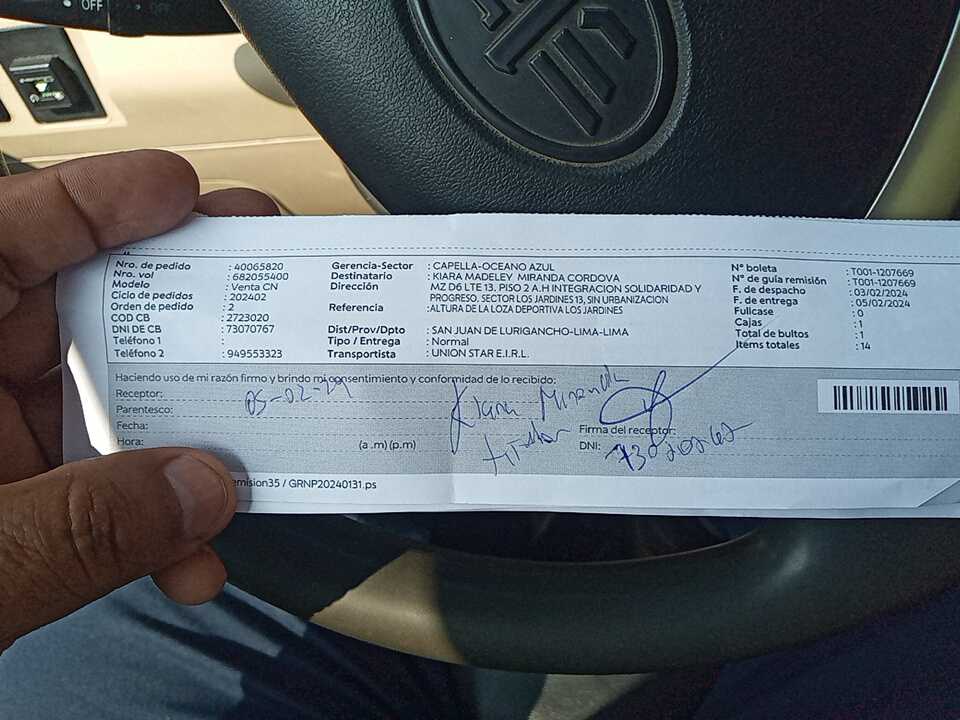 OFF
OFF
Nro. de pedido : 40065820
Nro. vol : 682055400
Modelo : Venta CN
Ciclo de pedidos : 202402
Orden de pedido : 2
COD CB : 2723020
DNI DE CB : 73070767
Teléfono 1 :
Teléfono 2 : 949553323
Gerencia-Sector : CAPELLA-OCEANO AZUL
Destinatario : KIARA MADELEY MIRANDA CORDOVA
Dirección : MZ D6 LTE 13, PISO 2 A.H INTEGRACION SOLIDARIDAD Y
PROGRESO, SECTOR LOS JARDINES 13, SIN URBANIZACION
Referencia : ALTURA DE LA LOZA DEPORTIVA LOS JARDINES
Dist/Prov/Dpto : SAN JUAN DE LURIGANCHO-LIMA-LIMA
Tipo / Entrega : Normal
Transportista : UNION STAR E.I.R.L.
N° boleta : T001-1207669
N° de guía remisión : T001-1207669
F. de despacho : 03/02/2024
F. de entrega : 05/02/2024
Fullcase : 0
Cajas : 1
Total de bultos : 1
Items totales : 14
Haciendo uso de mi razón firmo y brindo mi consentimiento y conformidad de lo recibido:
Receptor: 05-02-24 Kiara Miranda
Parentesco:
Fecha: titular Firma del receptor:
Hora: (a.m) (p.m) DNI:
emision35 / GRNP20240131.ps